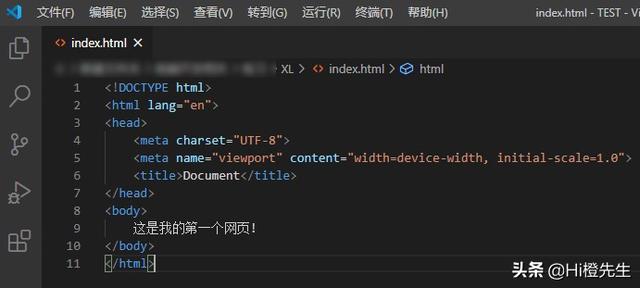 文件(F) 编辑(E) 选择(S) 查看(V) 转到(G) 运行(R) 终端(T) 帮助(H) index.html - TEST - Vi
index.html
XL > index.html > html
1 <!DOCTYPE html>
2 <html lang="en">
3 <head>
4 <meta charset="UTF-8">
5 <meta name="viewport" content="width=device-width, initial-scale=1.0">
6 <title>Document</title>
7 </head>
8 <body>
9 这是我的第一个网页!
10 </body>
11 </html>
头条 @Hi橙先生